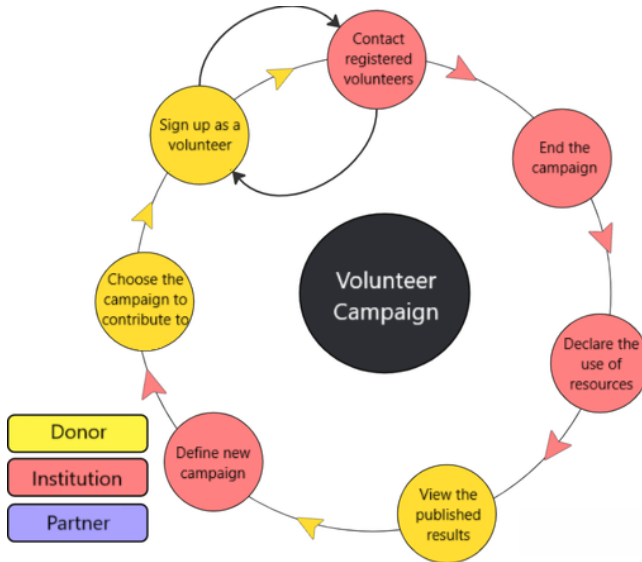 Contact
registered
volunteers
Sign up as a
volunteer
End the
campaign
Volunteer
Campaign
Choose the
campaign to
contribute to
Declare the
use of
resources
Donor
Institution
Partner
Define new
campaign
View the
published
results